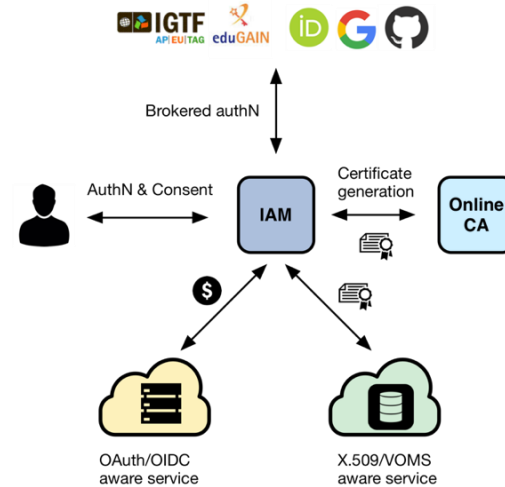 IGTF
AP|EU|TAG
eduGAIN
iD
G
Brokered authN
AuthN & Consent
IAM
Certificate
generation
Online
CA
$
OAuth/OIDC
aware service
X.509/VOMS
aware service